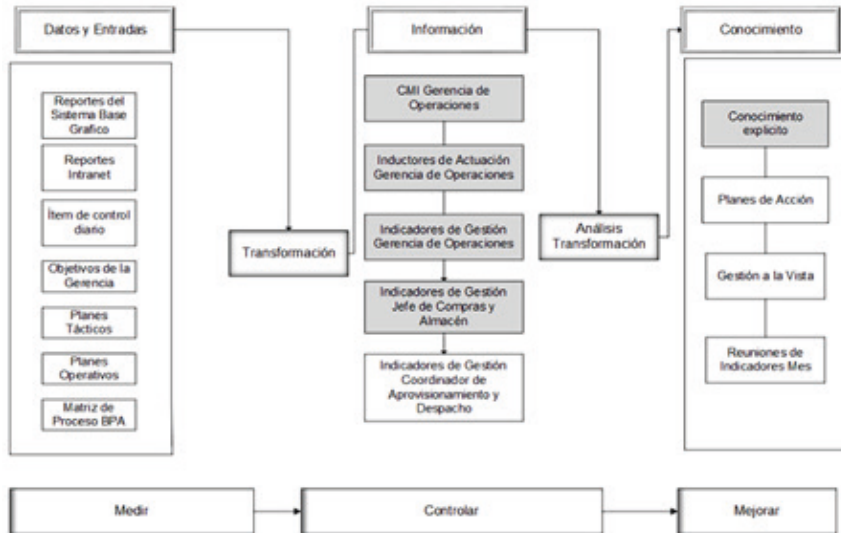 Datos y Entradas
Información
Conocimiento
Reportes del
Sistema Base
Grafico
Reportes
Intranet
Ítem de control
diario
Objetivos de la
Gerencia
Planes
Tácticos
Planes
Operativos
Matriz de
Proceso BPA
Transformación
CMI Gerencia de
Operaciones
Inductores de Actuación
Gerencia de Operaciones
Indicadores de Gestión
Gerencia de Operaciones
Indicadores de Gestión
Jefe de Compras y
Almacén
Indicadores de Gestión
Coordinador de
Aprovisionamiento y
Despacho
Análisis
Transformación
Conocimiento
explícito
Planes de Acción
Gestión a la Vista
Reuniones de
Indicadores Mes
Medir
Controlar
Mejorar